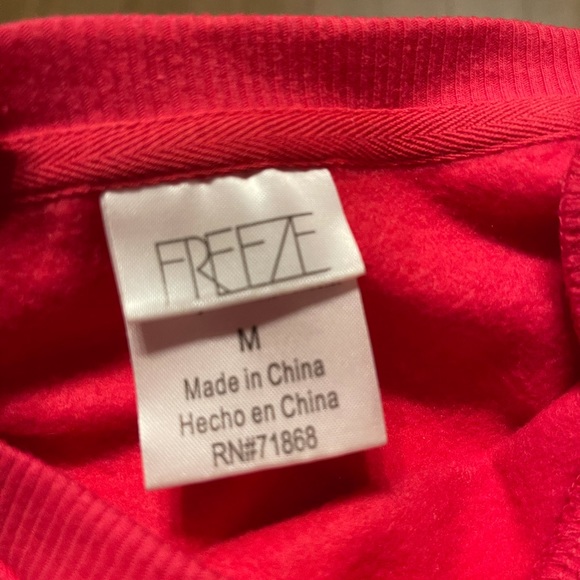 FREEZE
M
Made in China
Hecho en China
RN#71868